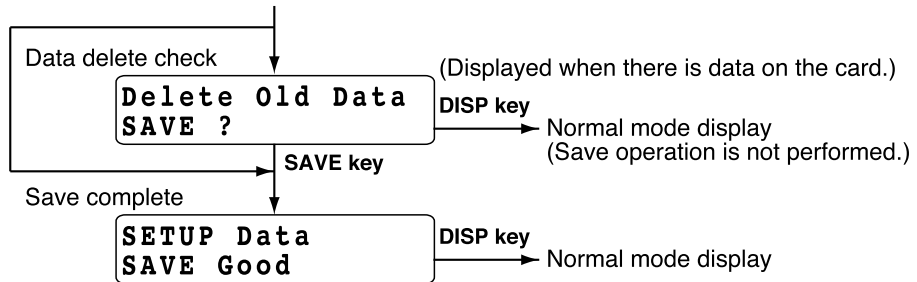 Data delete check
(Displayed when there is data on the card.)
Delete Old Data
SAVE ?
DISP key
Normal mode display
(Save operation is not performed.)
SAVE key
Save complete
SETUP Data
SAVE Good
DISP key
Normal mode display